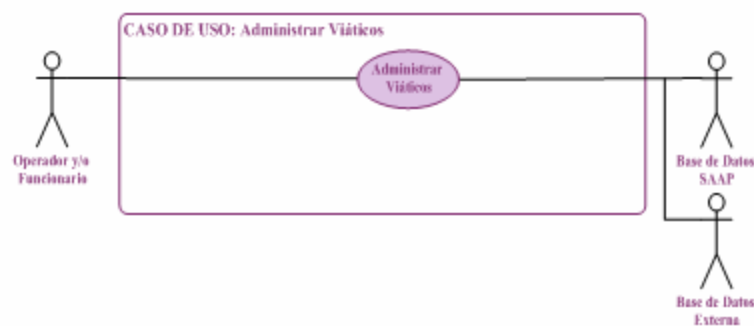 CASO DE USO: Administrar Viáticos
Administrar
Viáticos
Operador y/o
Funcionario
Base de Datos
SAAP
Base de Datos
Externa